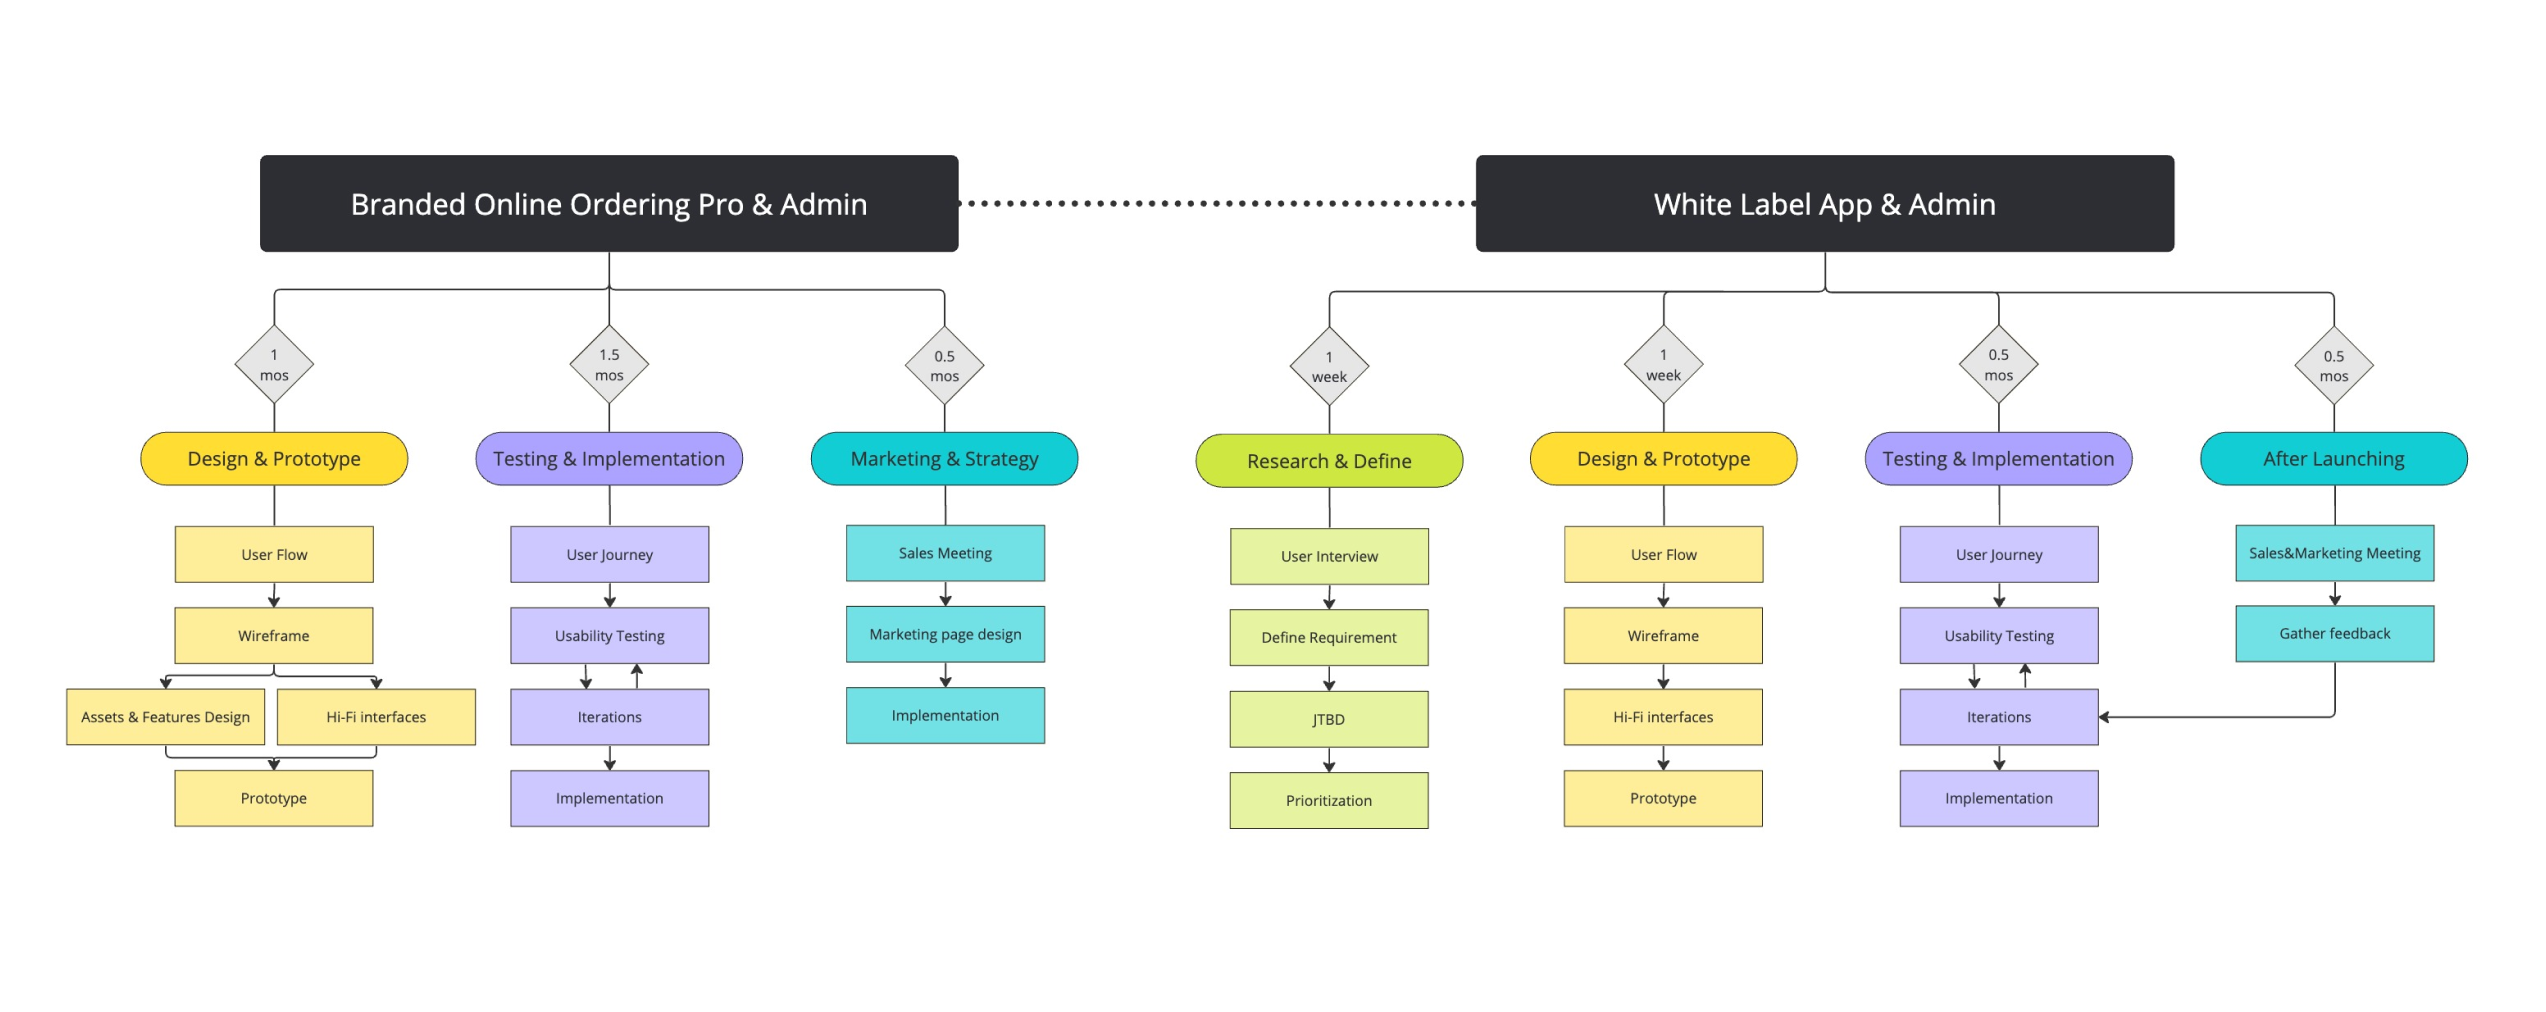 Branded Online Ordering Pro & Admin
White Label App & Admin
1
mos
1.5
mos
0.5
mos
1
week
1
week
0.5
mos
0.5
mos
Design & Prototype
Testing & Implementation
Marketing & Strategy
Research & Define
Design & Prototype
Testing & Implementation
After Launching
User Flow
User Journey
Sales Meeting
User Interview
User Flow
User Journey
Sales&Marketing Meeting
Wireframe
Usability Testing
Marketing page design
Define Requirement
Wireframe
Usability Testing
Gather feedback
Assets & Features Design
Hi-Fi interfaces
Iterations
Implementation
JTBD
Hi-Fi interfaces
Iterations
Prototype
Implementation
Prioritization
Prototype
Implementation